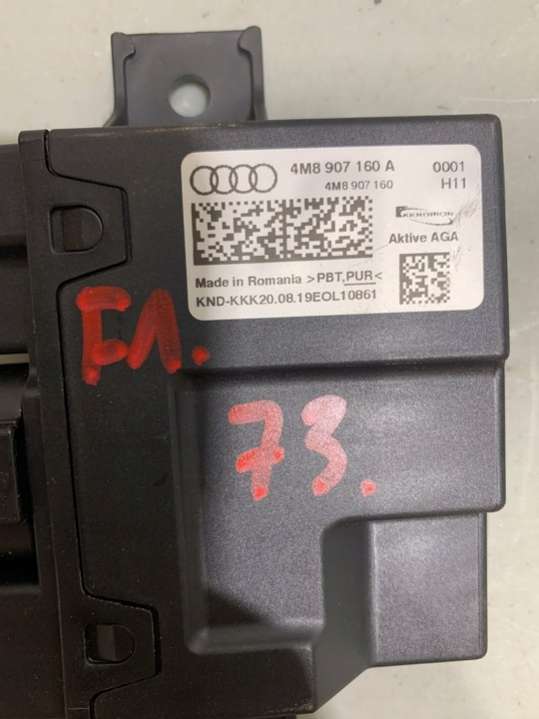 4M8 907 160 A 0001
4M8 907 160 H11
KENDRION
Aktive AGA
Made in Romania >PBT,PUR<
KND-KKK20.08.19EOL10861
БЛ.
73.